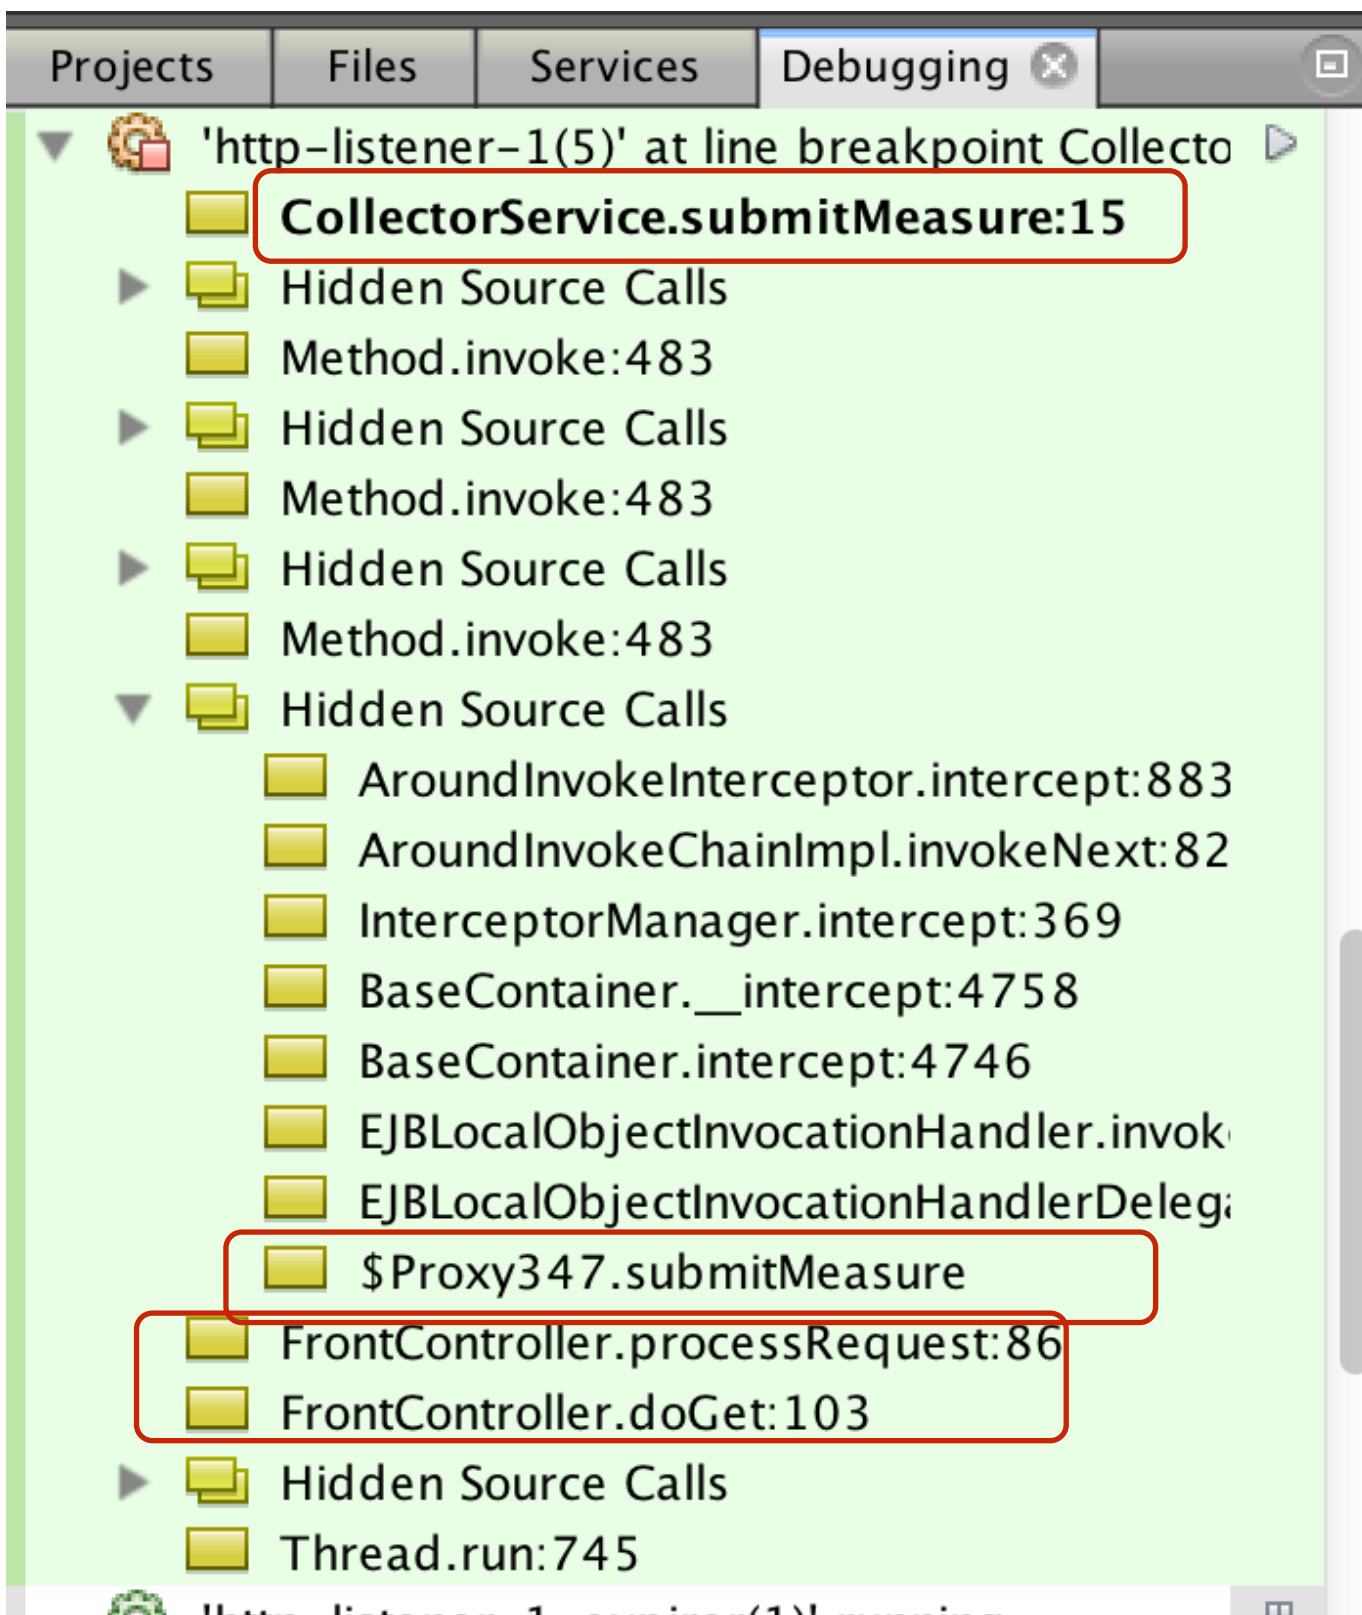 Projects Files Services Debugging
'http-listener-1(5)' at line breakpoint Collecto
CollectorService.submitMeasure:15
Hidden Source Calls
Method.invoke:483
Hidden Source Calls
Method.invoke:483
Hidden Source Calls
Method.invoke:483
Hidden Source Calls
AroundInvokeInterceptor.intercept:883
AroundInvokeChainImpl.invokeNext:82
InterceptorManager.intercept:369
BaseContainer.__intercept:4758
BaseContainer.intercept:4746
EJBLocalObjectInvocationHandler.invok
EJBLocalObjectInvocationHandlerDeleg
$Proxy347.submitMeasure
FrontController.processRequest:86
FrontController.doGet:103
Hidden Source Calls
Thread.run:745